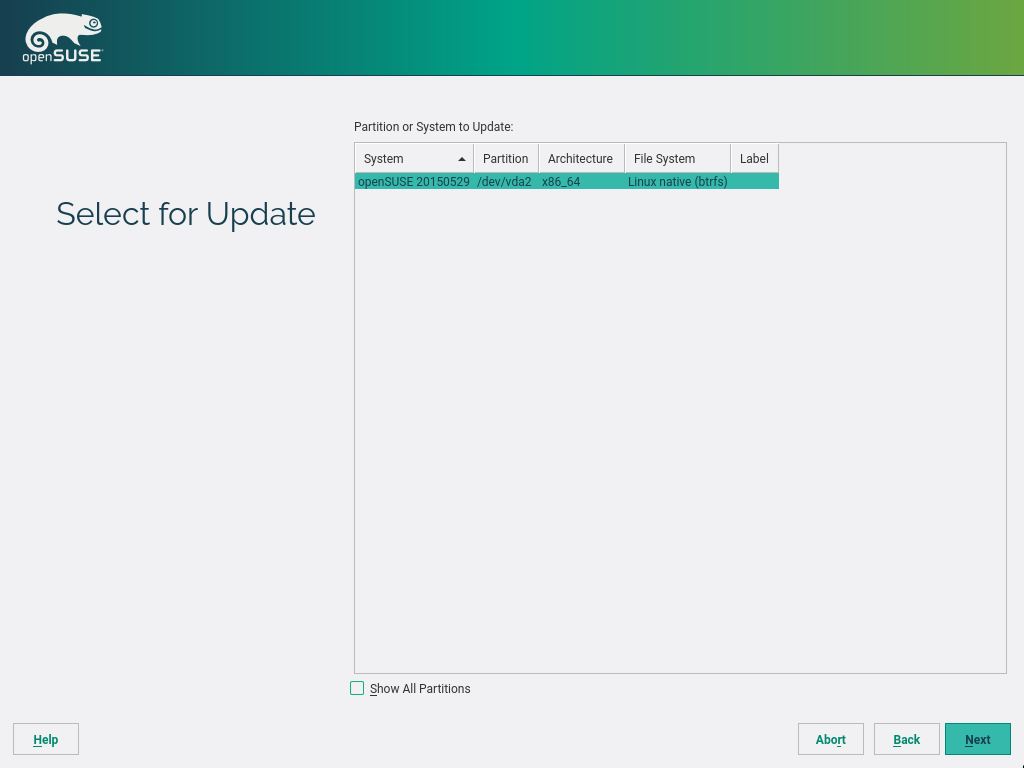 openSUSE
Partition or System to Update:
System Partition Architecture File System Label
openSUSE 20150529 /dev/vda2 x86_64 Linux native (btrfs)
Select for Update
Show All Partitions
Help Abort Back Next